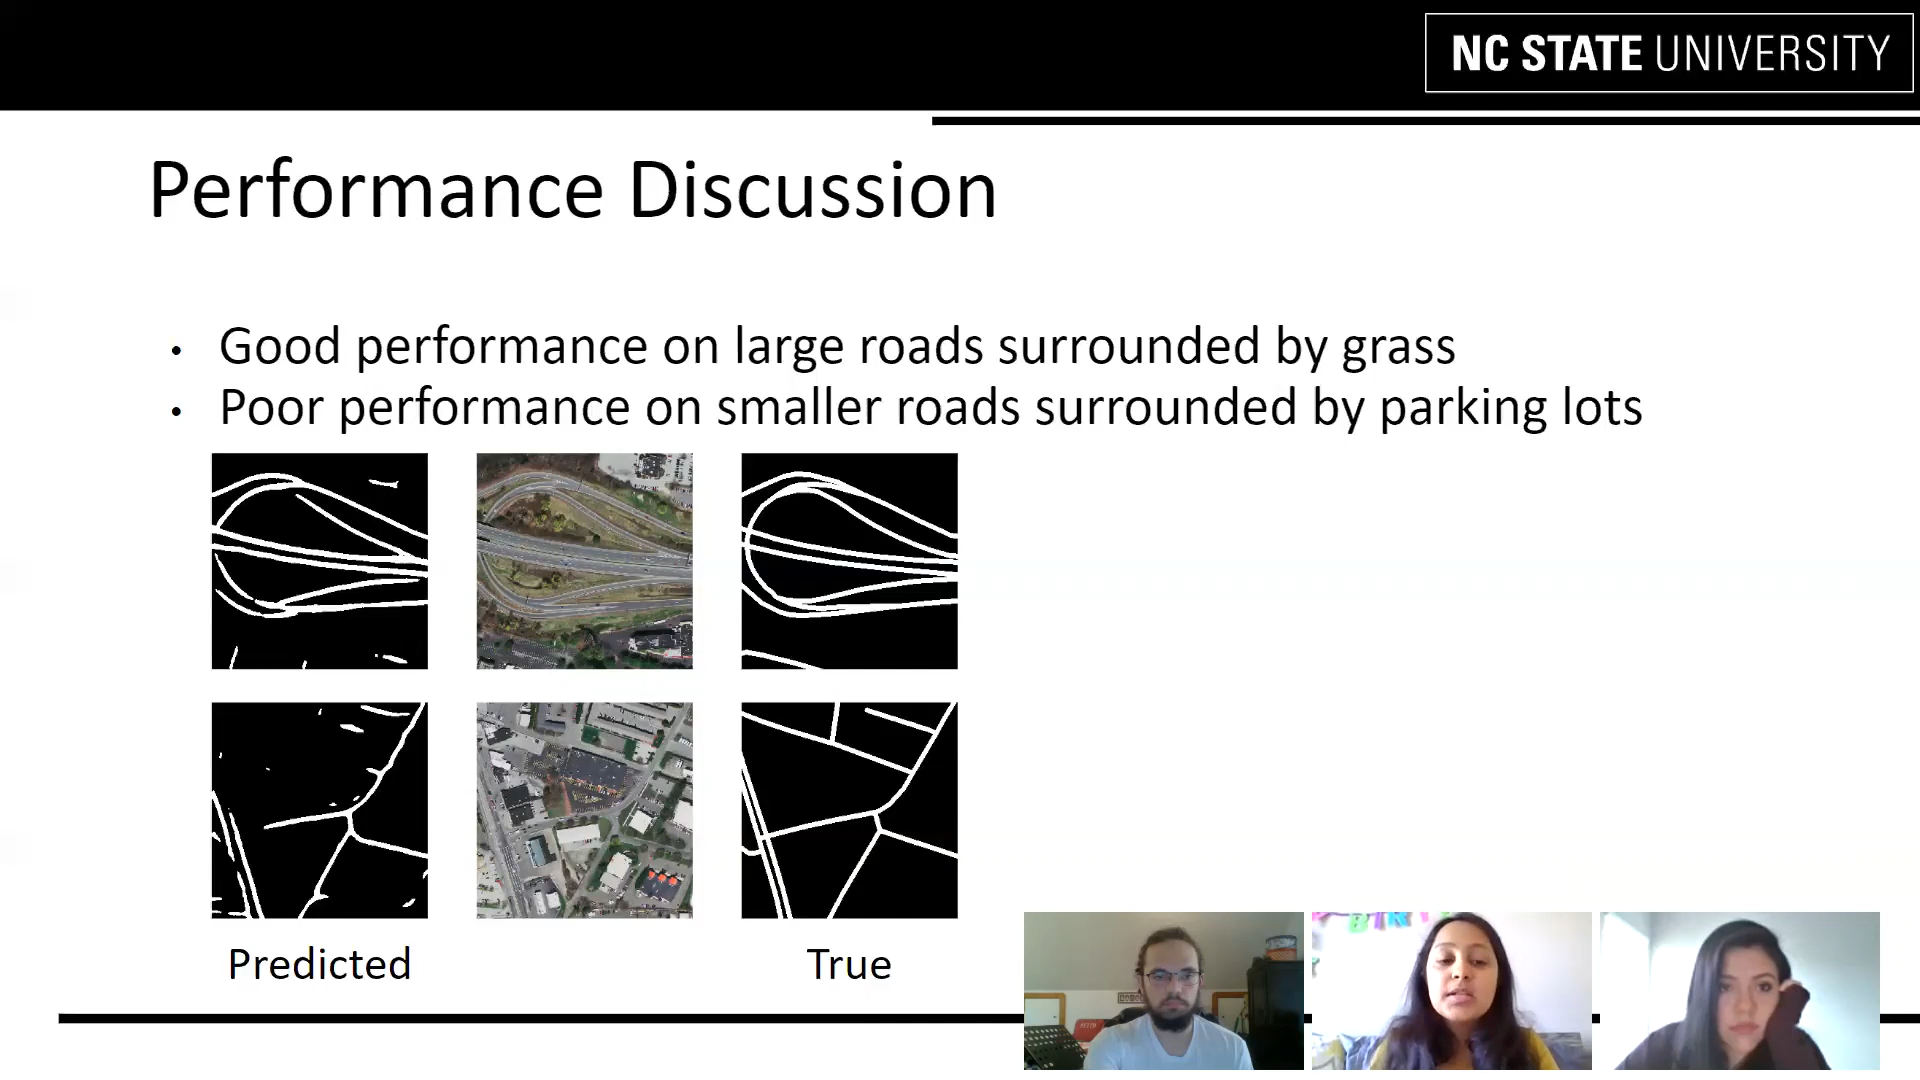 NC STATE UNIVERSITY
Performance Discussion
• Good performance on large roads surrounded by grass
• Poor performance on smaller roads surrounded by parking lots
Predicted
True